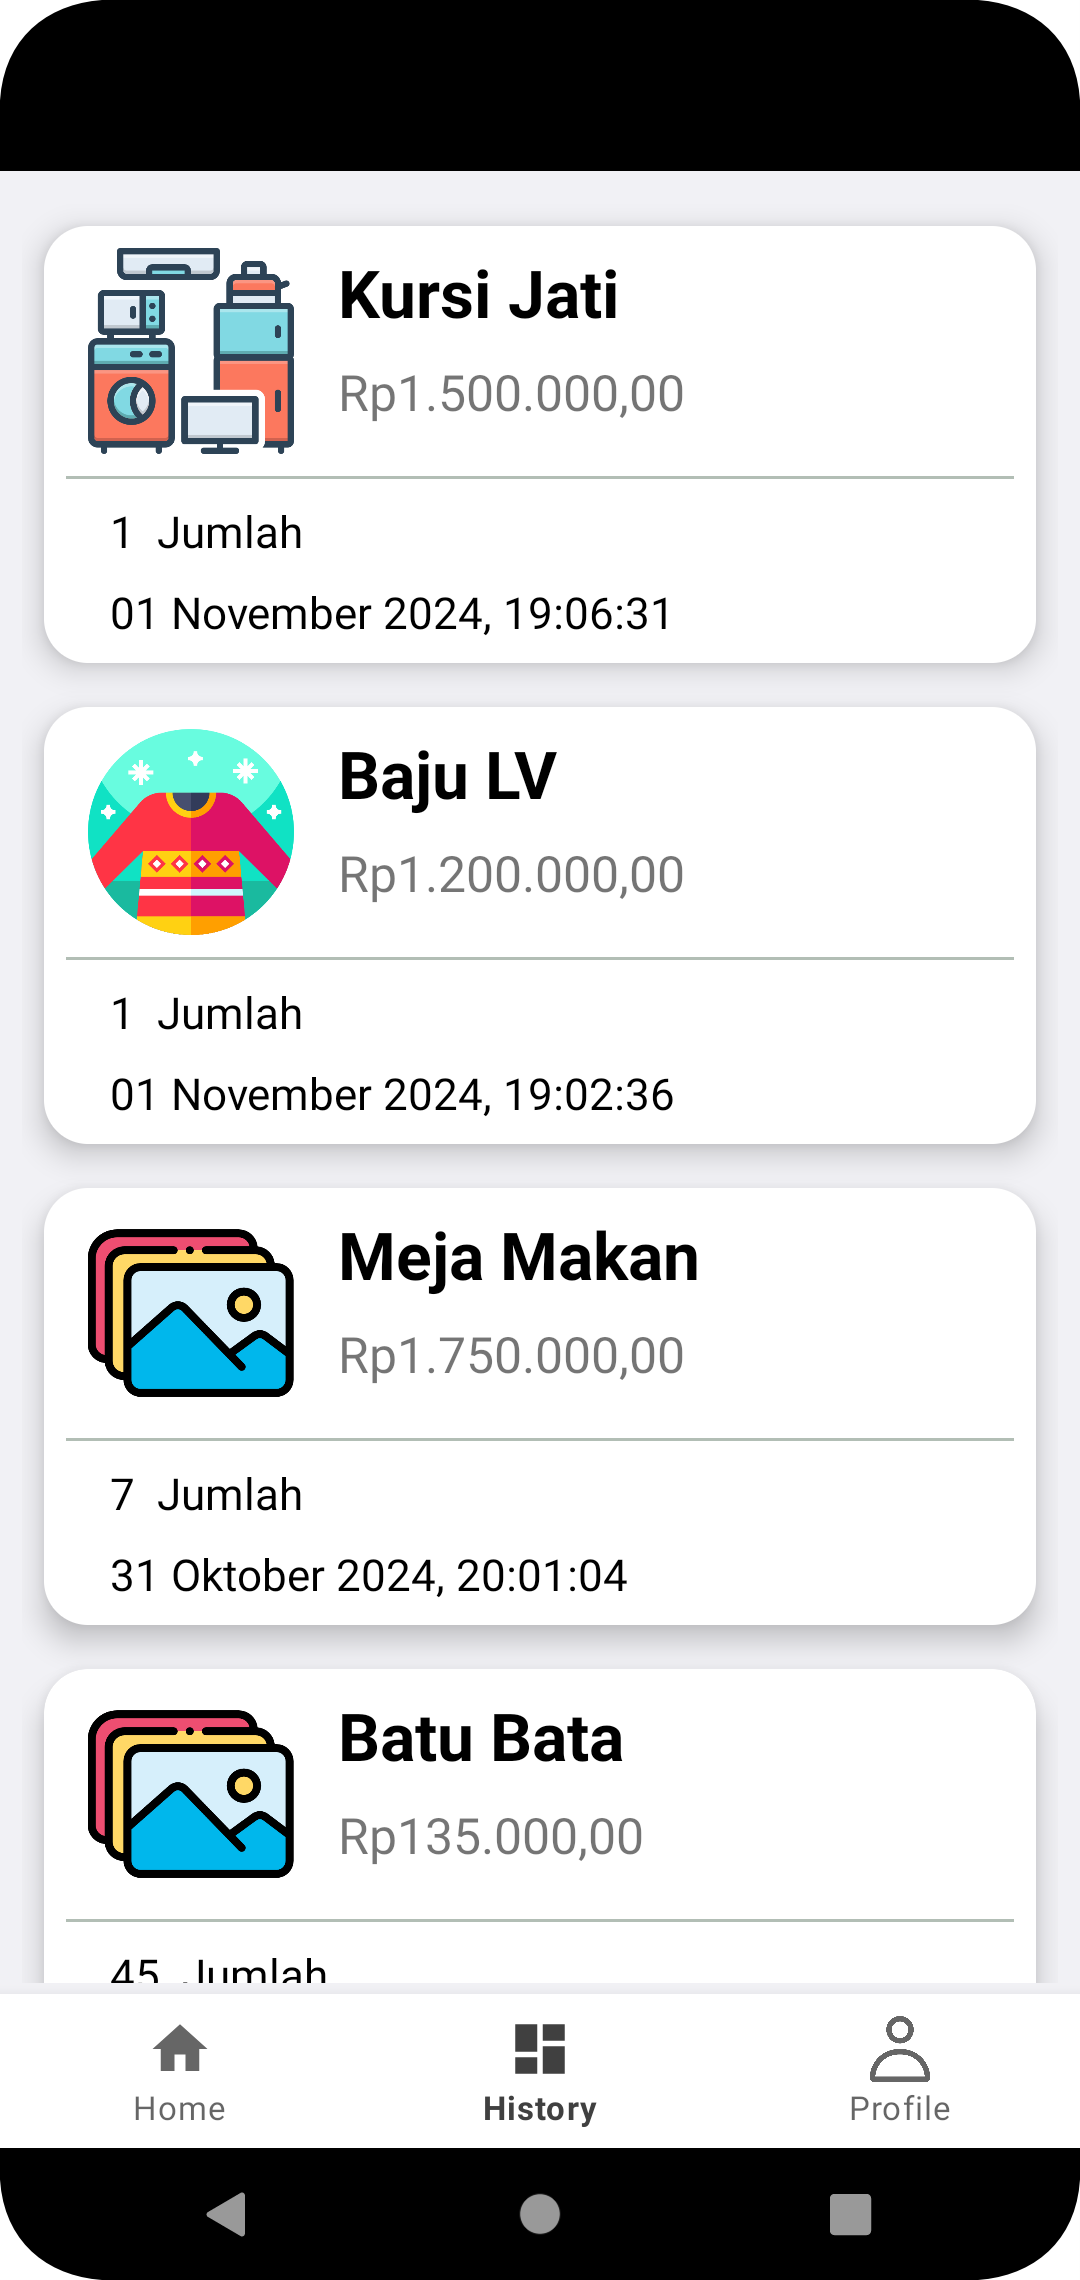 Kursi Jati
Rp1.500.000,00
1 Jumlah
01 November 2024, 19:06:31
Baju LV
Rp1.200.000,00
1 Jumlah
01 November 2024, 19:02:36
Meja Makan
Rp1.750.000,00
7 Jumlah
31 Oktober 2024, 20:01:04
Batu Bata
Rp135.000,00
45 Jumlah
Home
History
Profile